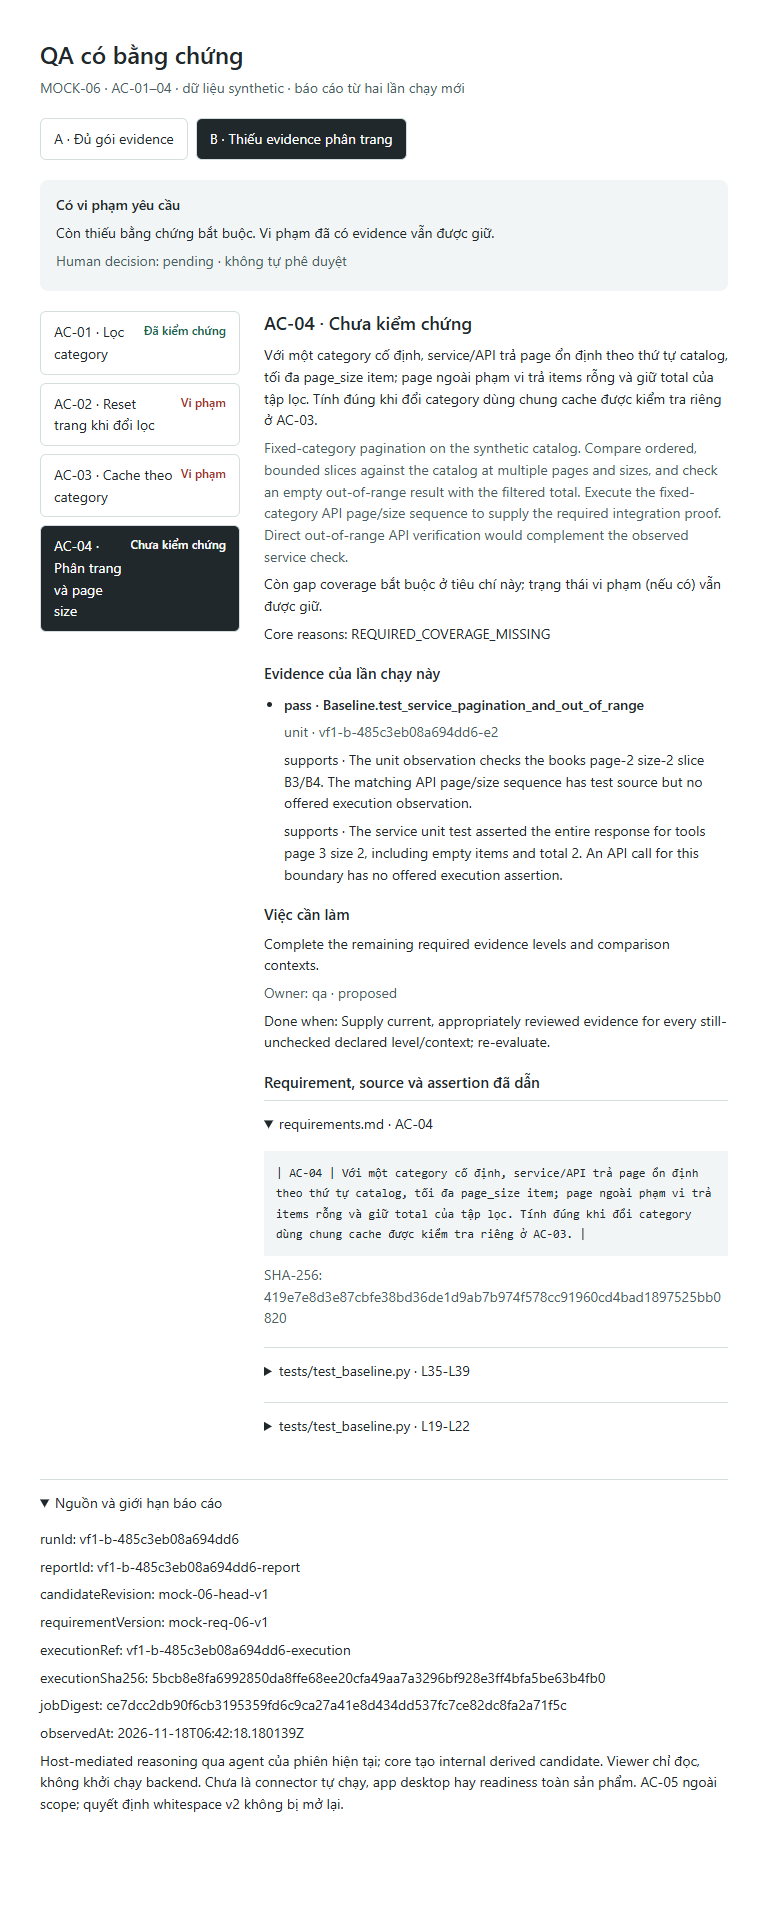 QA có bằng chứng
MOCK-06 · AC-01–04 · dữ liệu synthetic · báo cáo từ hai lần chạy mới
A · Đủ gói evidence
B · Thiếu evidence phân trang
Có vi phạm yêu cầu
Còn thiếu bằng chứng bắt buộc. Vi phạm đã có evidence vẫn được giữ.
Human decision: pending · không tự phê duyệt
AC-01 · Lọc category
Đã kiểm chứng
AC-02 · Reset trang khi đổi lọc
Vi phạm
AC-03 · Cache theo category
Vi phạm
AC-04 · Phân trang và page size
Chưa kiểm chứng
AC-04 · Chưa kiểm chứng
Với một category cố định, service/API trả page ổn định theo thứ tự catalog,
tối đa page_size item; page ngoài phạm vi trả items rỗng và giữ total của
tập lọc. Tính đúng khi đổi category dùng chung cache được kiểm tra riêng
ở AC-03.
Fixed-category pagination on the synthetic catalog. Compare ordered,
bounded slices against the catalog at multiple pages and sizes, and check
an empty out-of-range result with the filtered total. Execute the fixed-
category API page/size sequence to supply the required integration proof.
Direct out-of-range API verification would complement the observed
service check.
Còn gap coverage bắt buộc ở tiêu chí này; trạng thái vi phạm (nếu có) vẫn
được giữ.
Core reasons: REQUIRED_COVERAGE_MISSING
Evidence của lần chạy này
• pass · Baseline.test_service_pagination_and_out_of_range
unit · vf1-b-485c3eb08a694dd6-e2
supports · The unit observation checks the books page-2 size-2 slice
B3/B4. The matching API page/size sequence has test source but no
offered execution observation.
supports · The service unit test asserted the entire response for tools
page 3 size 2, including empty items and total 2. An API call for this
boundary has no offered execution assertion.
Việc cần làm
Complete the remaining required evidence levels and comparison
contexts.
Owner: qa · proposed
Done when: Supply current, appropriately reviewed evidence for every still-
unchecked declared level/context; re-evaluate.
Requirement, source và assertion đã dẫn
▼ requirements.md · AC-04
| AC-04 | Với một category cố định, service/API trả page ổn định
theo thứ tự catalog, tối đa page_size item; page ngoài phạm vi trả
items rỗng và giữ total của tập lọc. Tính đúng khi đổi category
dùng chung cache được kiểm tra riêng ở AC-03. |
SHA-256:
419e7e8d3e87cbfe38bd36de1d9ab7b974f578cc91960cd4bad1897525bb0
820
▶ tests/test_baseline.py · L35-L39
▶ tests/test_baseline.py · L19-L22
▼ Nguồn và giới hạn báo cáo
runId: vf1-b-485c3eb08a694dd6
reportId: vf1-b-485c3eb08a694dd6-report
candidateRevision: mock-06-head-v1
requirementVersion: mock-req-06-v1
executionRef: vf1-b-485c3eb08a694dd6-execution
executionSha256: 5bcb8e8fa6992850da8ffe68ee20cfa49aa7a3296bf928e3ff4bfa5be63b4fb0
jobDigest: ce7dcc2db90f6cb3195359fd6c9ca27a41e8d434dd537fc7ce82dc8fa2a71f5c
observedAt: 2026-11-18T06:42:18.180139Z
Host-mediated reasoning qua agent của phiên hiện tại; core tạo internal derived candidate. Viewer chỉ đọc,
không khởi chạy backend. Chưa là connector tự chạy, app desktop hay readiness toàn sản phẩm. AC-05 ngoài
scope; quyết định whitespace v2 không bị mở lại.